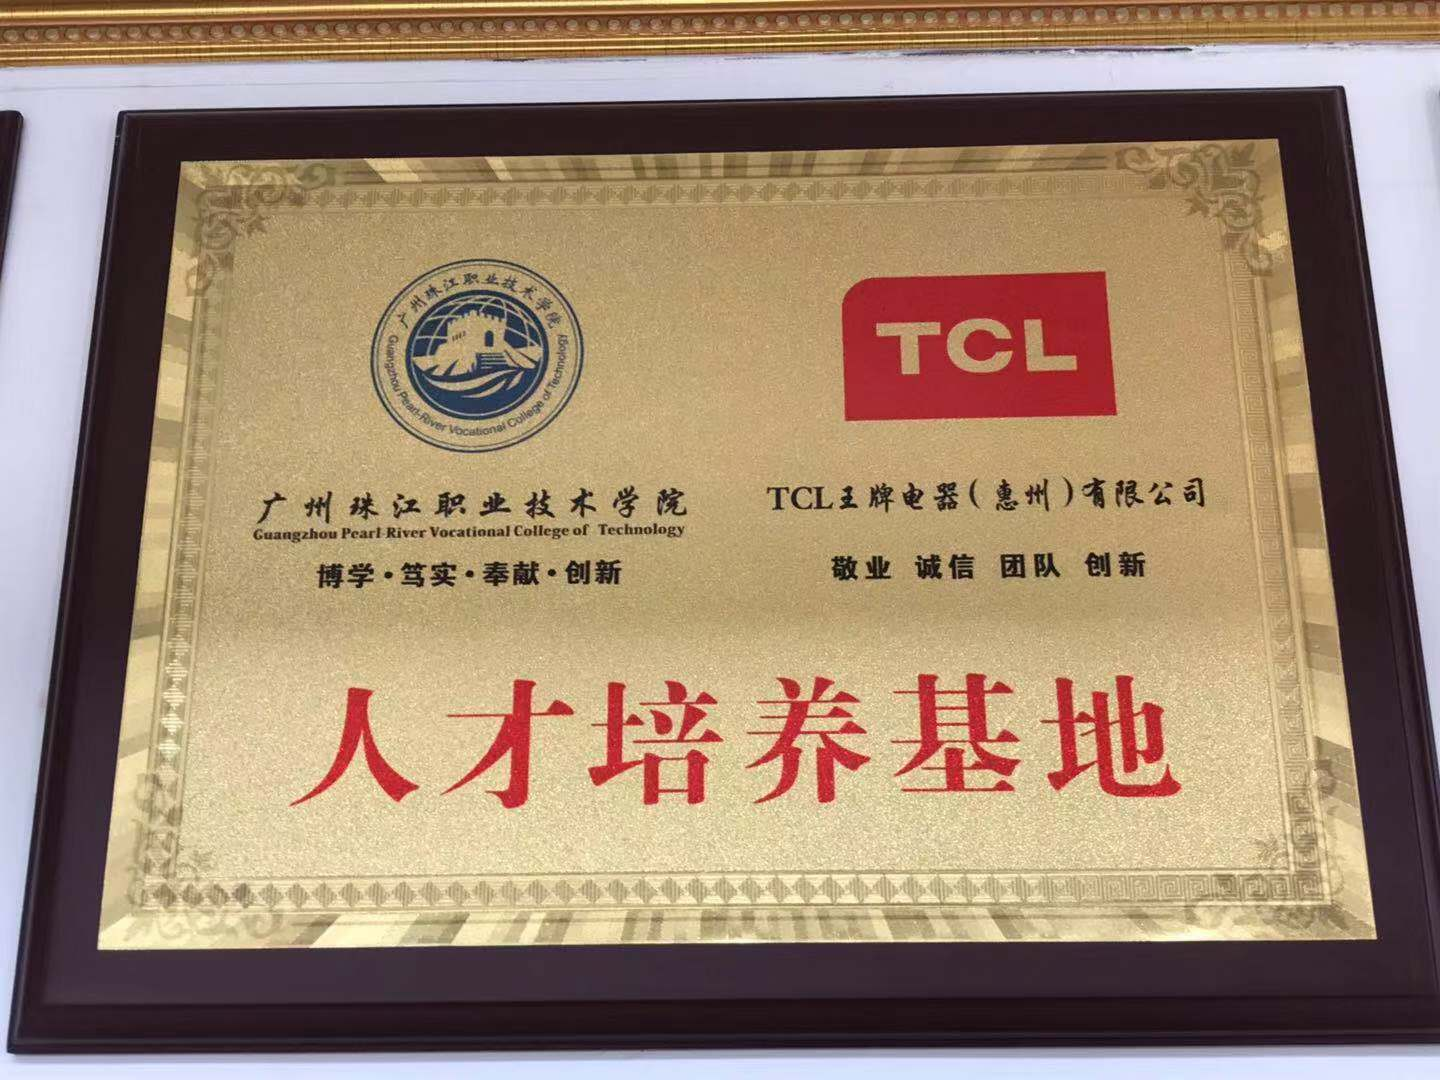 广州珠江职业技术学院
Guangzhou Pearl-River Vocational College of Technology
TCL
广州珠江职业技术学院
Guangzhou Pearl-River Vocational College of Technology
博学·笃实·奉献·创新
TCL王牌电器(惠州)有限公司
敬业 诚信 团队 创新
人才培养基地